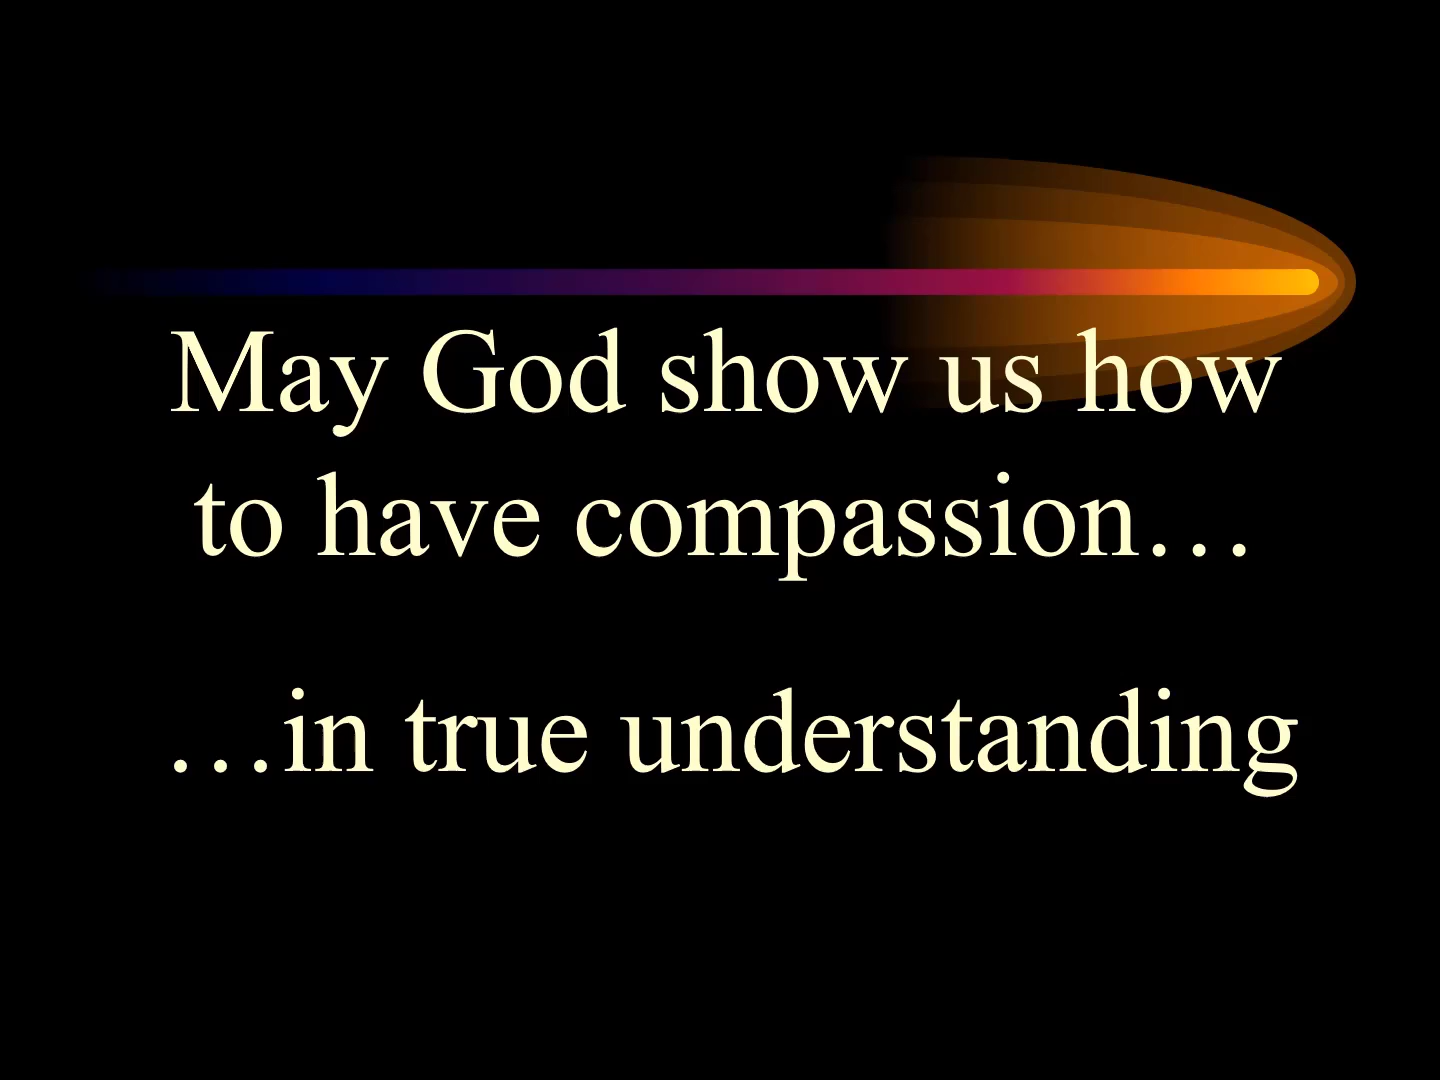 May God show us how
to have compassion…
…in true understanding